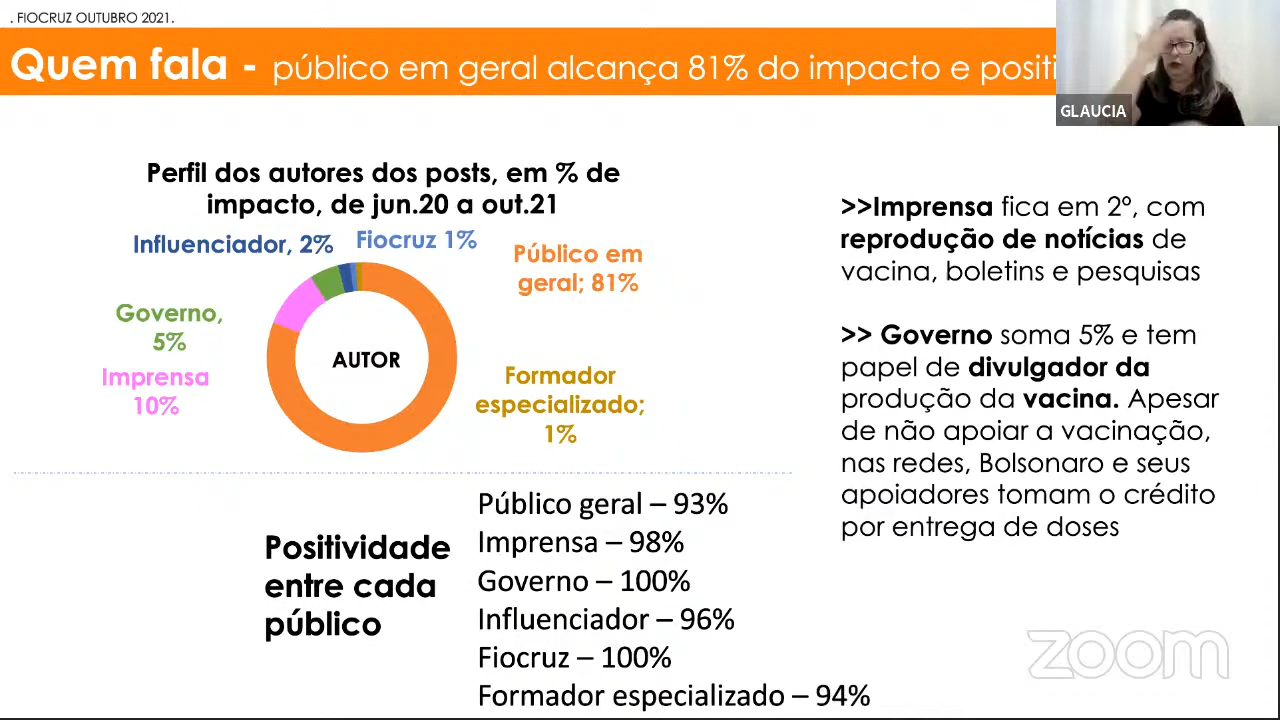 . FIOCRUZ OUTUBRO 2021.
Quem fala - público em geral alcança 81% do impacto e positi
GLAUCIA
Perfil dos autores dos posts, em % de
impacto, de jun.20 a out.21
Influenciador, 2%
Fiocruz 1%
Público em
geral; 81%
Governo,
5%
Imprensa
10%
AUTOR
Formador
especializado;
1%
>>Imprensa fica em 2º, com
reprodução de notícias de
vacina, boletins e pesquisas
>> Governo soma 5% e tem
papel de divulgador da
produção da vacina. Apesar
de não apoiar a vacinação,
nas redes, Bolsonaro e seus
apoiadores tomam o crédito
por entrega de doses
Positividade
entre cada
público
Público geral – 93%
Imprensa – 98%
Governo – 100%
Influenciador – 96%
Fiocruz – 100%
Formador especializado – 94%
zoom